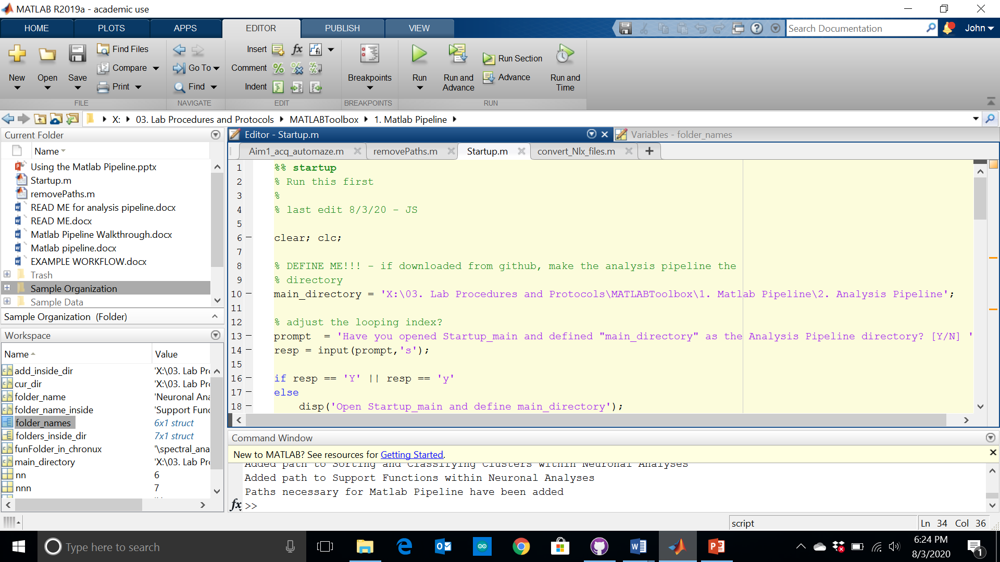 MATLAB R2019a - academic use
HOME PLOTS APPS EDITOR PUBLISH VIEW
Search Documentation
John
New
Open
Save
Find Files
Compare
Print
FILE
Go To
Find
NAVIGATE
Insert
Comment
Indent
EDIT
Breakpoints
BREAKPOINTS
Run
Run and Advance
Run Section
Advance
Run and Time
RUN
X: 03. Lab Procedures and Protocols MATLABToolbox 1. Matlab Pipeline
Current Folder
Name
Using the Matlab Pipeline.pptx
Startup.m
removePaths.m
READ ME for analysis pipeline.docx
READ ME.docx
Matlab Pipeline Walkthrough.docx
Matlab pipeline.docx
EXAMPLE WORKFLOW.docx
Trash
Sample Organization
Sample Data
Sample Organization (Folder)
Workspace
Name Value
add_inside_dir 'X:\03. Lab Pr
cur_dir 'X:\03. Lab Pr
folder_name 'Neuronal Ana
folder_name_inside 'Support Func
folder_names 6x1 struct
folders_inside_dir 7x1 struct
funFolder_in_chronux '\spectral_ana
main_directory 'X:\03. Lab Pr
nn 6
nnn 7
Editor - Startup.m
Variables - folder_names
Aim1_acq_automaze.m removePaths.m Startup.m convert_Nlx_files.m +
1 %% startup
2 % Run this first
3 %
4 % last edit 8/3/20 - JS
5
6 clear; clc;
7
8 % DEFINE ME!!! - if downloaded from github, make the analysis pipeline the
9 % directory
10 main_directory = 'X:\03. Lab Procedures and Protocols\MATLABToolbox\1. Matlab Pipeline\2. Analysis Pipeline';
11
12 % adjust the looping index?
13 prompt = 'Have you opened Startup_main and defined "main_directory" as the Analysis Pipeline directory? [Y/N] '
14 resp = input(prompt,'s');
15
16 if resp == 'Y' || resp == 'y'
17 else
18 disp('Open Startup_main and define main_directory');
Command Window
New to MATLAB? See resources for Getting Started.
Added path to Sorting and Classifying Clusters within Neuronal Analyses
Added path to Support Functions within Neuronal Analyses
Paths necessary for Matlab Pipeline have been added
fx >>
script
Ln 34 Col 36
Type here to search
6:24 PM
8/3/2020
1